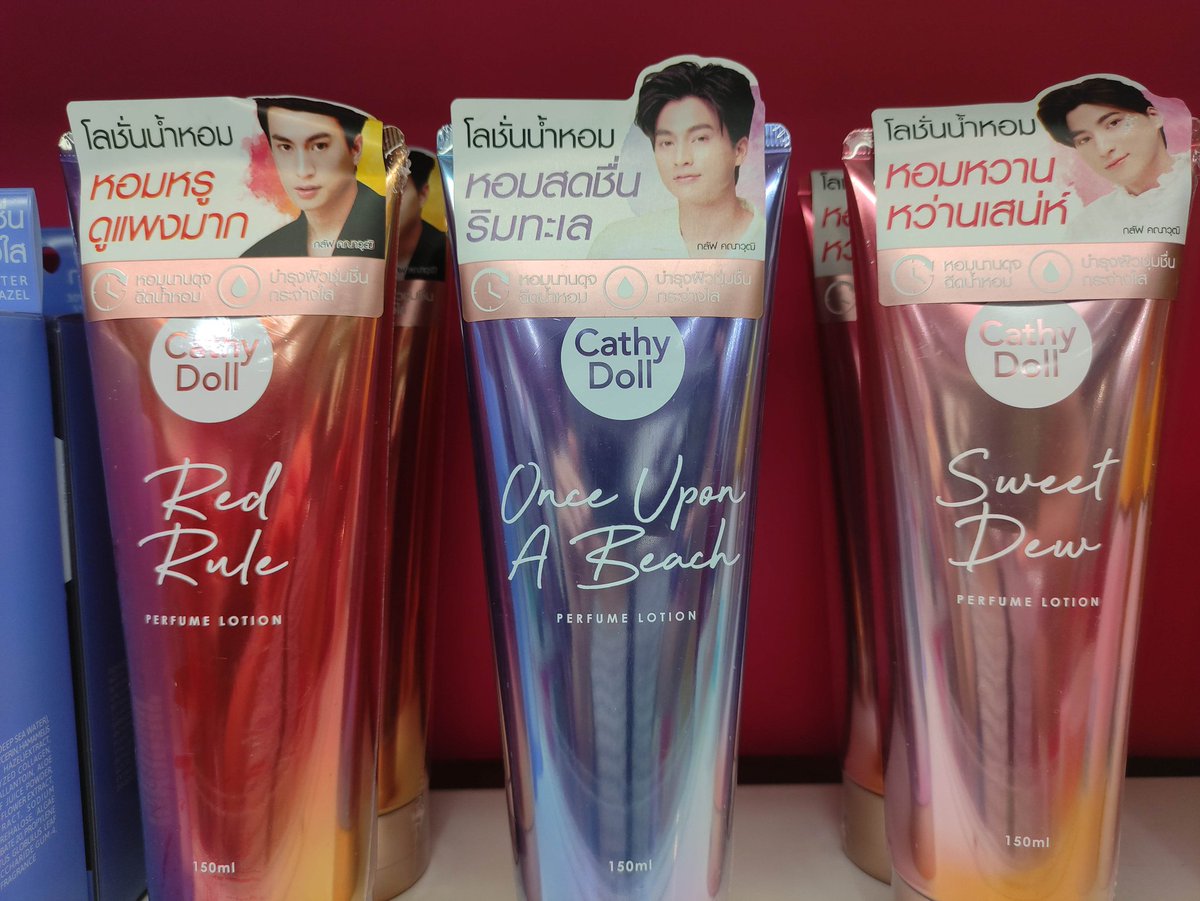 โลชั่นน้ำหอม
หอมหรู
ดูแพงมาก
กลัฟ คณาวุฒิ
หอมนานดุจ
ฉีดน้ำหอม
บำรุงผิวชุ่มชื่น
กระจ่างใส
Cathy
Doll
Red
Rule
PERFUME LOTION
150ml
โลชั่นน้ำหอม
หอมสดชื่น
ริมทะเล
กลัฟ คณาวุฒิ
หอมนานดุจ
ฉีดน้ำหอม
บำรุงผิวชุ่มชื่น
กระจ่างใส
Cathy
Doll
Once Upon
A Beach
PERFUME LOTION
150ml
โลชั่นน้ำหอม
หอมหวาน
หว่านเสน่ห์
กลัฟ คณาวุฒิ
หอมนานดุจ
ฉีดน้ำหอม
บำรุงผิวชุ่มชื่น
กระจ่างใส
Cathy
Doll
Sweet
Dew
PERFUME LOTION
150ml
DEEP SEA WATER),